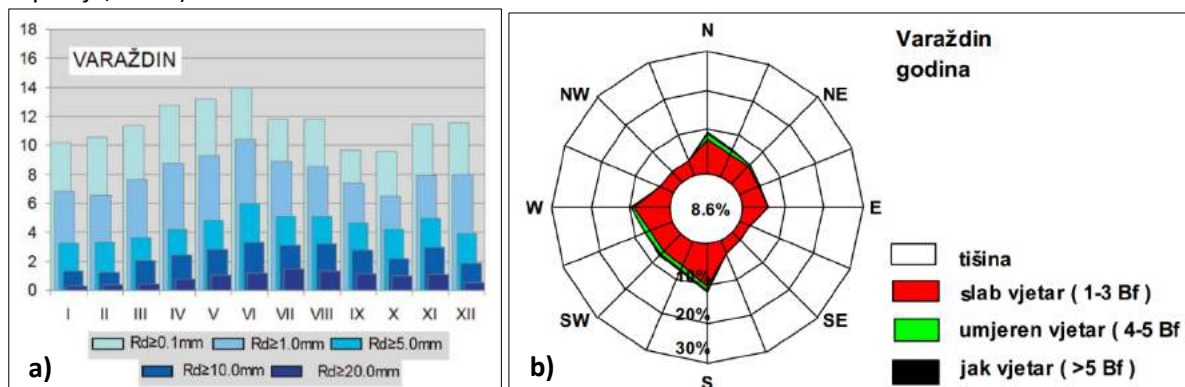 18
16
14
12
10
8
6
4
2
0
VARAŽDIN
I II III IV V VI VII VIII IX X XI XII
Rd≥0.1mm Rd≥1.0mm Rd≥5.0mm
Rd≥10.0mm Rd≥20.0mm
a)
N
NW
NE
W
8.6%
E
SW
SE
10%
20%
30%
S
b)
Varaždin
godina
tišina
slab vjetar ( 1-3 Bf )
umjeren vjetar ( 4-5 Bf
jak vjetar ( >5 Bf )